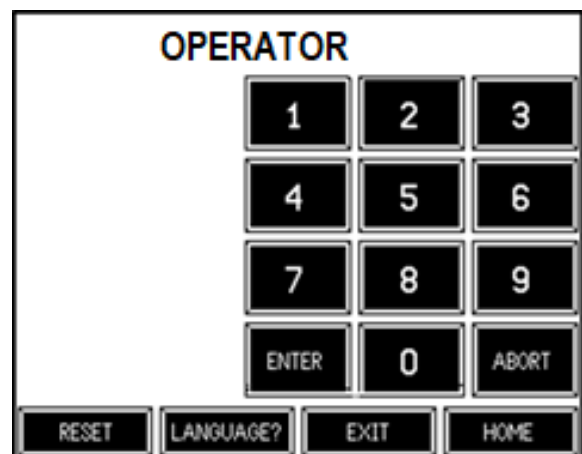 OPERATOR
1 2 3
4 5 6
7 8 9
ENTER 0 ABORT
RESET LANGUAGE? EXIT HOME